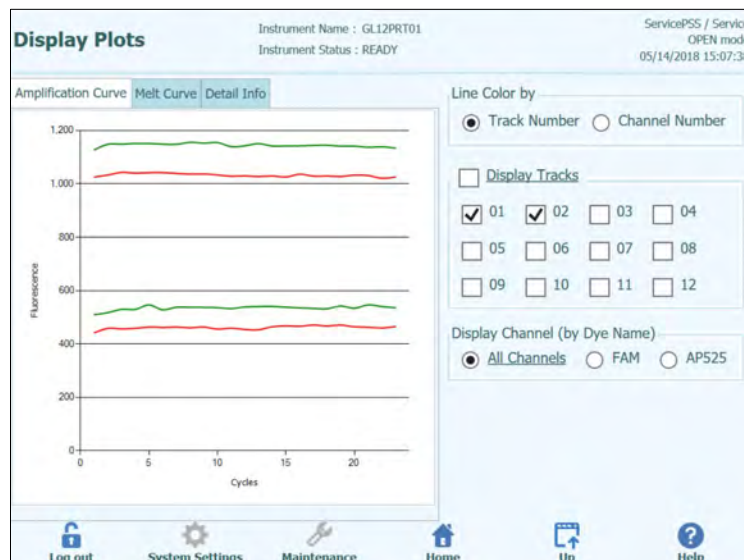 Display Plots
Instrument Name : GL12PRT01
Instrument Status : READY
ServicePSS / Servic
OPEN mod
05/14/2018 15:07:3
Amplification Curve Melt Curve Detail Info
Line Color by
Track Number Channel Number
Display Tracks
01 02 03 04
05 06 07 08
09 10 11 12
Display Channel (by Dye Name)
All Channels FAM AP525
1,200
1,000
800
600
400
200
0
Fluorescence
0 5 10 15 20
Cycles
Log out System Settings Maintenance Home Up Help